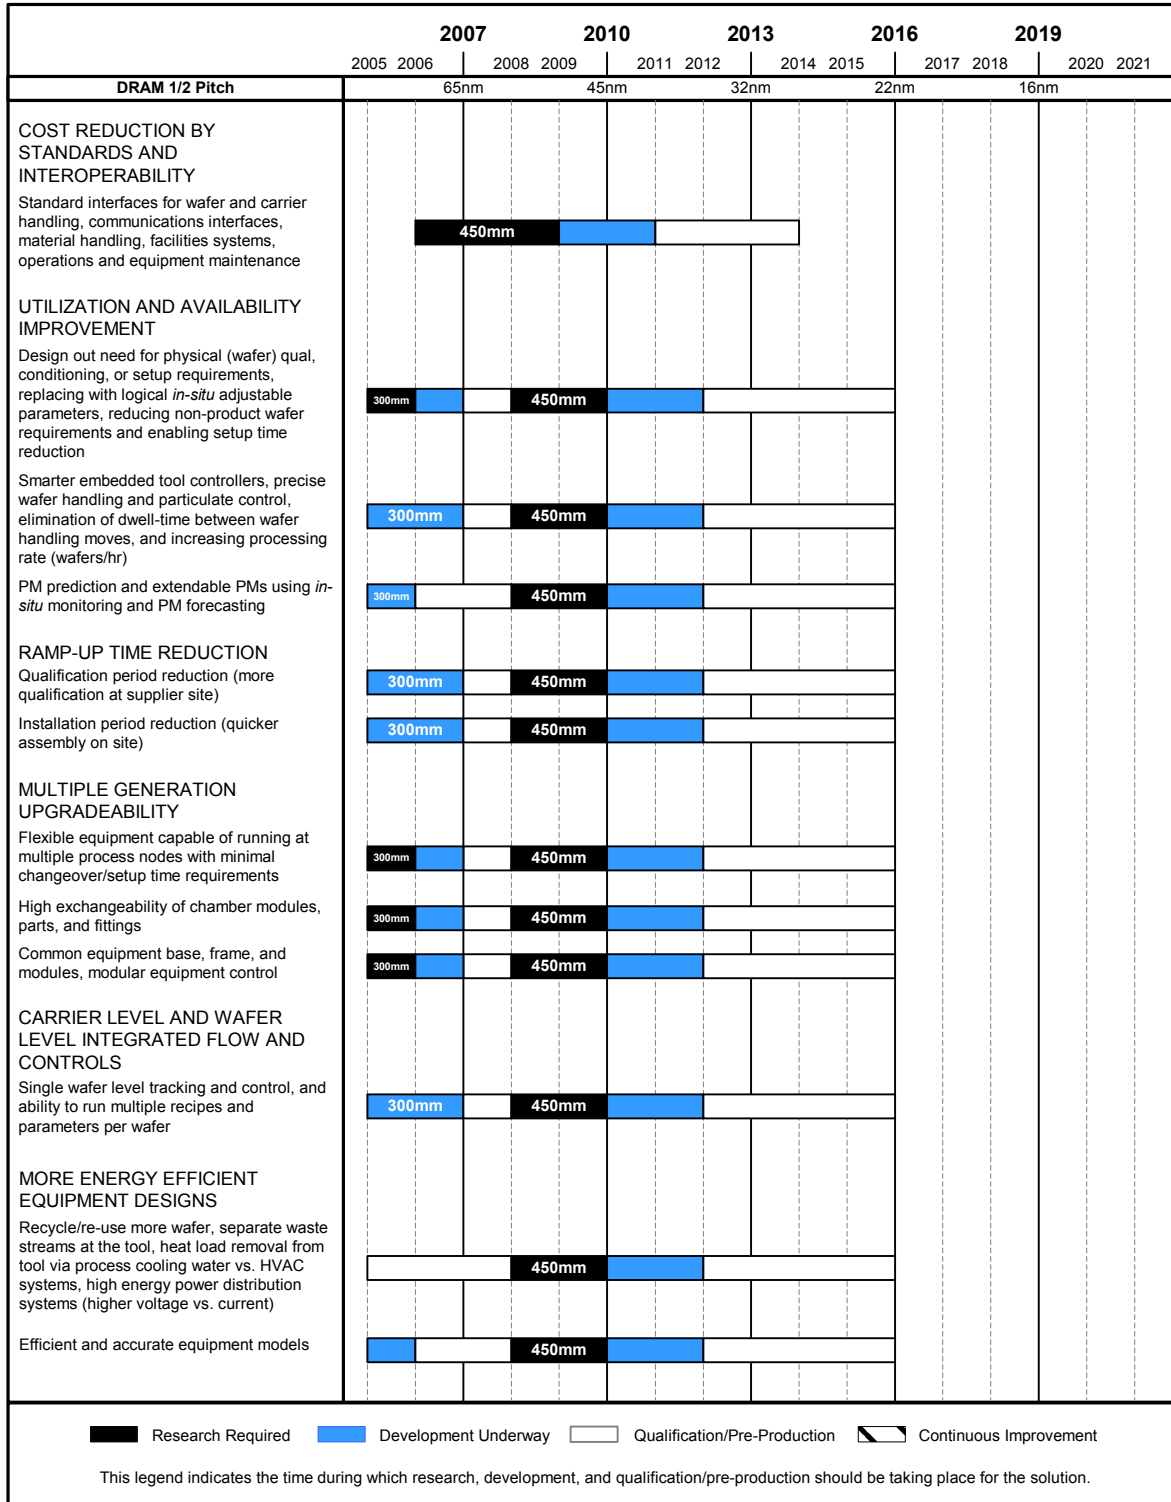 2007 2010 2013 2016 2019
2005 2006 2008 2009 2011 2012 2014 2015 2017 2018 2020 2021
DRAM 1/2 Pitch 65nm 45nm 32nm 22nm 16nm
COST REDUCTION BY
STANDARDS AND
INTEROPERABILITY
Standard interfaces for wafer and carrier
handling, communications interfaces,
material handling, facilities systems,
operations and equipment maintenance
450mm
UTILIZATION AND AVAILABILITY
IMPROVEMENT
Design out need for physical (wafer) qual,
conditioning, or setup requirements,
replacing with logical in-situ adjustable
parameters, reducing non-product wafer
requirements and enabling setup time
reduction
300mm 450mm
Smarter embedded tool controllers, precise
wafer handling and particulate control,
elimination of dwell-time between wafer
handling moves, and increasing processing
rate (wafers/hr)
300mm 450mm
PM prediction and extendable PMs using in-
situ monitoring and PM forecasting
300mm 450mm
RAMP-UP TIME REDUCTION
Qualification period reduction (more
qualification at supplier site)
300mm 450mm
Installation period reduction (quicker
assembly on site)
300mm 450mm
MULTIPLE GENERATION
UPGRADEABILITY
Flexible equipment capable of running at
multiple process nodes with minimal
changeover/setup time requirements
300mm 450mm
High exchangeability of chamber modules,
parts, and fittings
300mm 450mm
Common equipment base, frame, and
modules, modular equipment control
300mm 450mm
CARRIER LEVEL AND WAFER
LEVEL INTEGRATED FLOW AND
CONTROLS
Single wafer level tracking and control, and
ability to run multiple recipes and
parameters per wafer
300mm 450mm
MORE ENERGY EFFICIENT
EQUIPMENT DESIGNS
Recycle/re-use more wafer, separate waste
streams at the tool, heat load removal from
tool via process cooling water vs. HVAC
systems, high energy power distribution
systems (higher voltage vs. current)
450mm
Efficient and accurate equipment models
450mm
Research Required Development Underway Qualification/Pre-Production Continuous Improvement
This legend indicates the time during which research, development, and qualification/pre-production should be taking place for the solution.